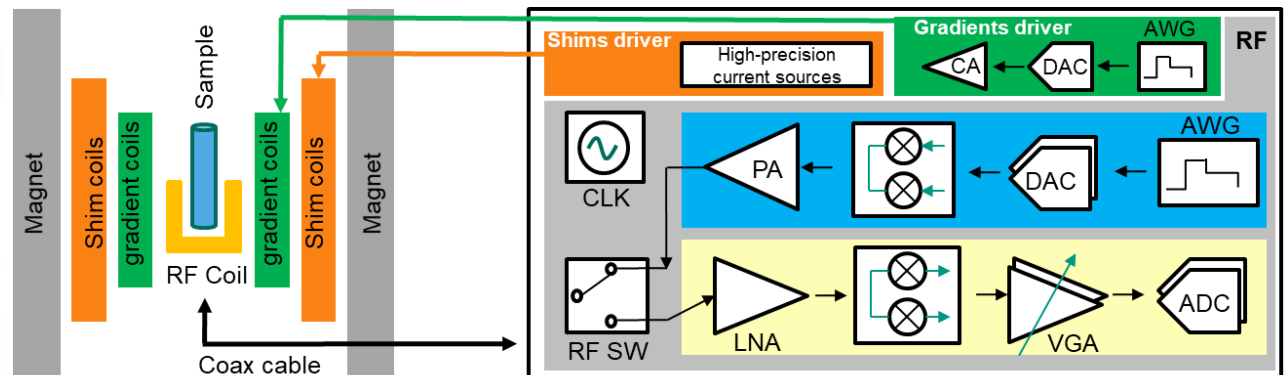 Magnet
Shim coils
gradient coils
Sample
RF Coil
gradient coils
Shim coils
Magnet
Coax cable
Shims driver
High-precision
current sources
Gradients driver
CA
DAC
AWG
RF
CLK
PA
DAC
AWG
RF SW
LNA
VGA
ADC